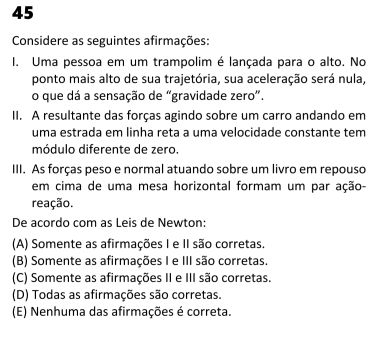 45
Considere as seguintes afirmações:
I. Uma pessoa em um trampolim é lançada para o alto. No
ponto mais alto de sua trajetória, sua aceleração será nula,
o que dá a sensação de “gravidade zero”.
II. A resultante das forças agindo sobre um carro andando em
uma estrada em linha reta a uma velocidade constante tem
módulo diferente de zero.
III. As forças peso e normal atuando sobre um livro em repouso
em cima de uma mesa horizontal formam um par ação-
reação.
De acordo com as Leis de Newton:
(A) Somente as afirmações I e II são corretas.
(B) Somente as afirmações I e III são corretas.
(C) Somente as afirmações II e III são corretas.
(D) Todas as afirmações são corretas.
(E) Nenhuma das afirmações é correta.